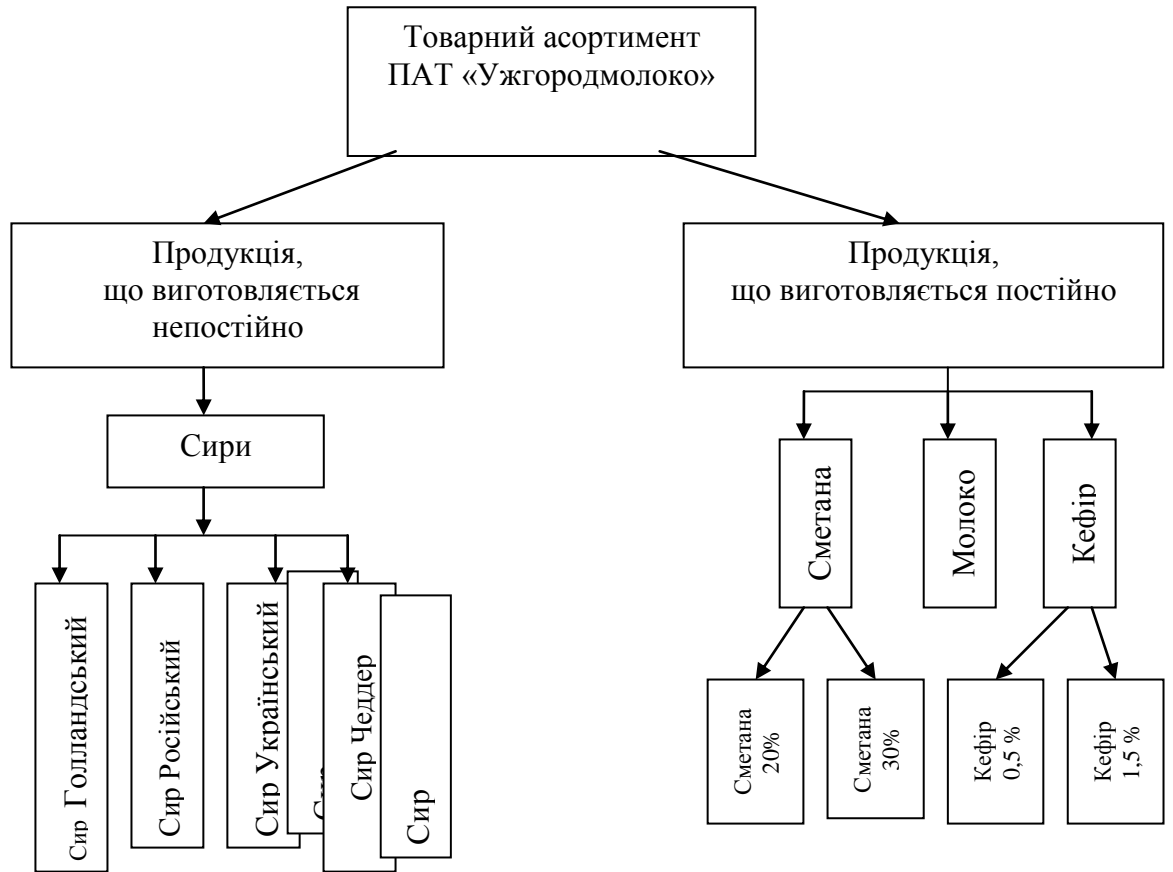 Товарний асортимент
ПАТ «Ужгородмолоко»
Продукція,
що виготовляється
непостійно
Продукція,
що виготовляється постійно
Сири
Сметана
Молоко
Кефір
Сир Голландський
Сир Російський
Сир Український
Сир Чеддер
Сир
Сметана
20%
Сметана
30%
Кефір
0,5 %
Кефір
1,5 %